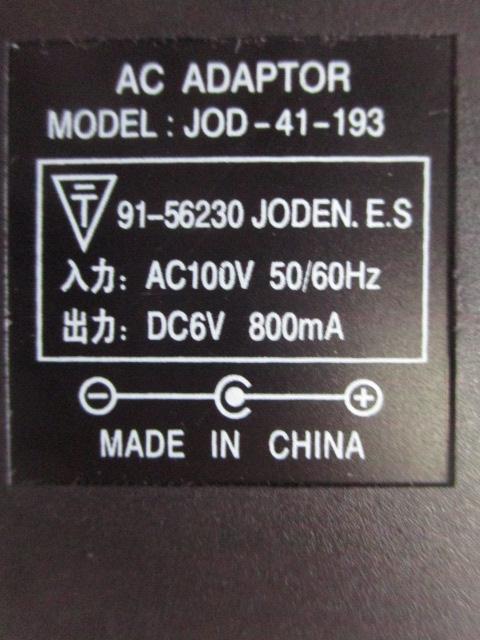 AC ADAPTOR
MODEL : JOD-41-193
91-56230 JODEN. E.S
入力: AC100V 50/60Hz
出力: DC6V 800mA
MADE IN CHINA